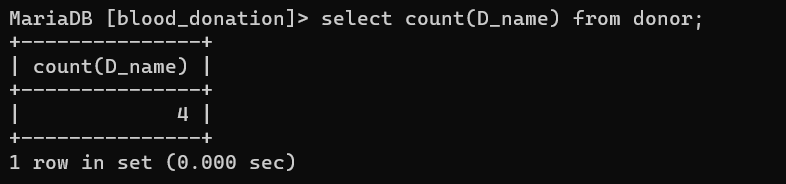 MariaDB [blood_donation]> select count(D_name) from donor;
+---------------+
| count(D_name) |
+---------------+
|             4 |
+---------------+
1 row in set (0.000 sec)